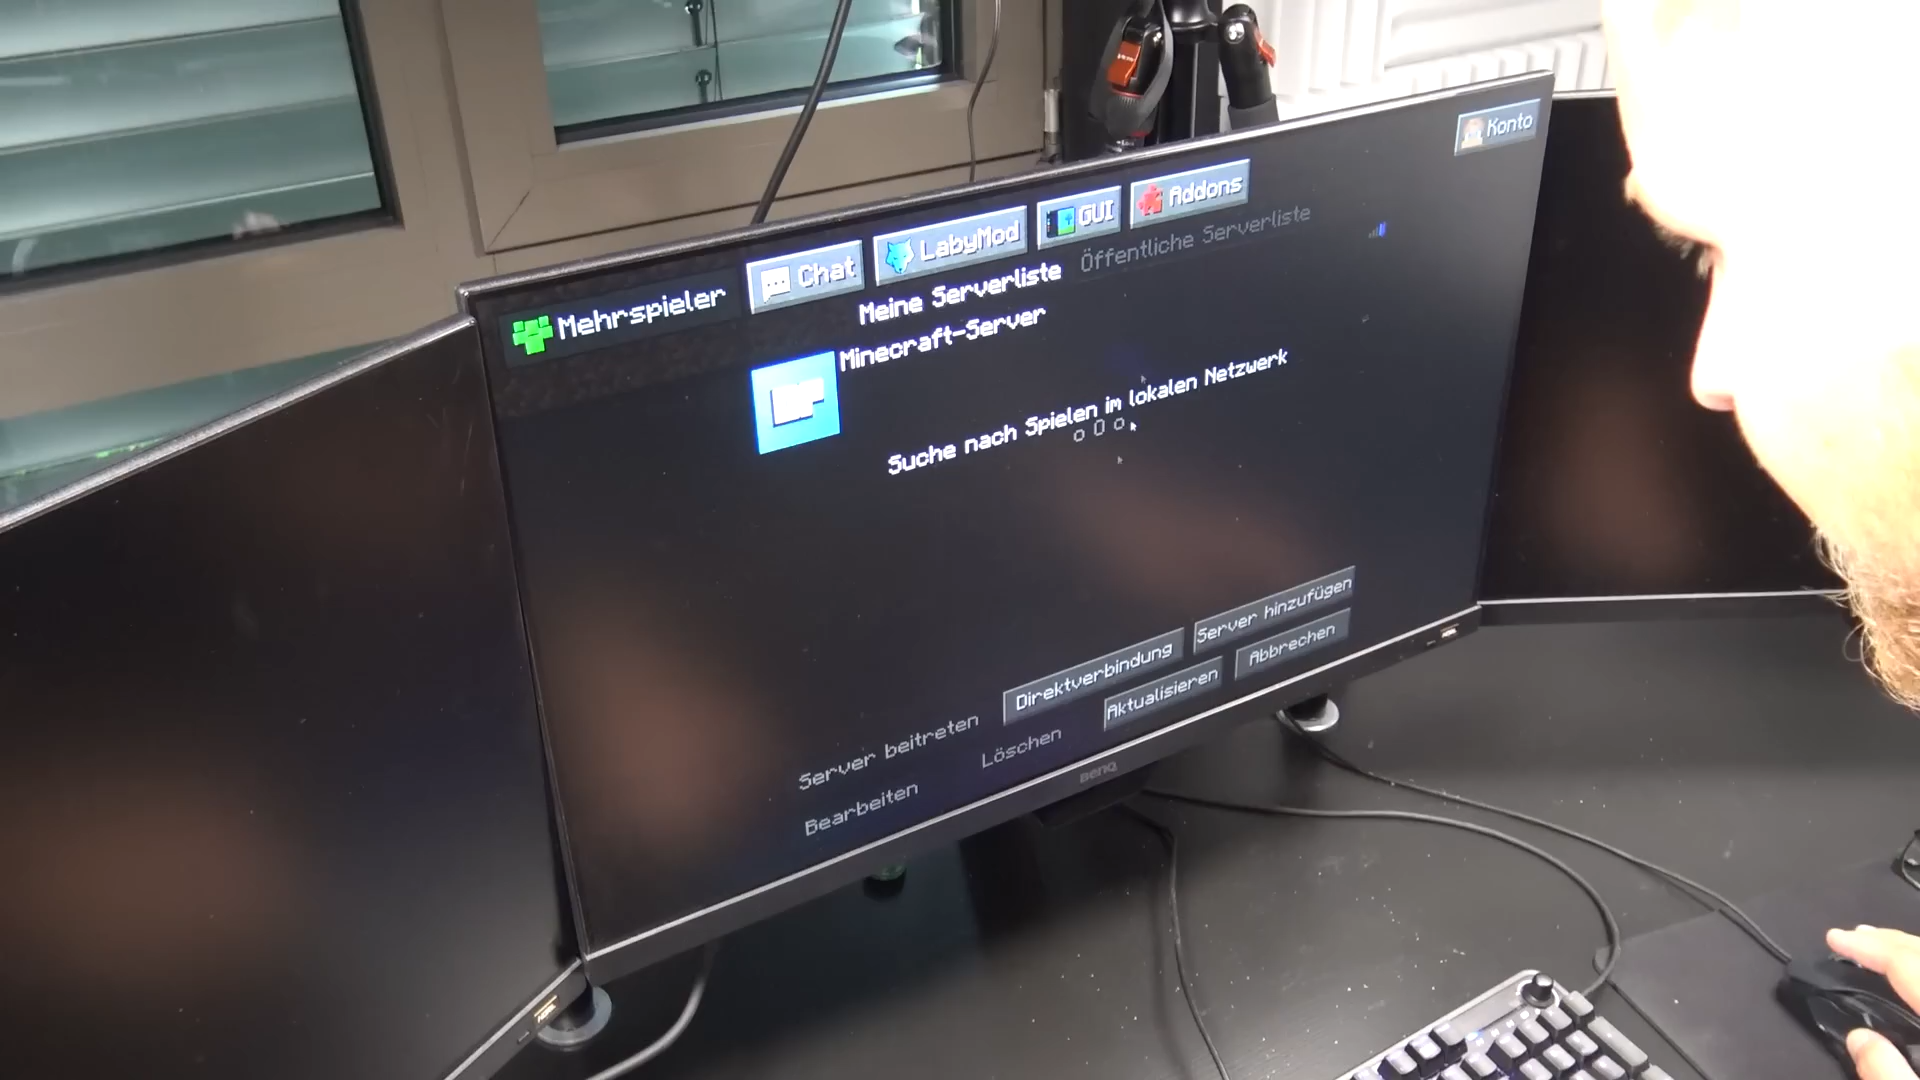 Konto
Addons
GUI
LabyMod
Chat
Mehrspieler
Öffentliche Serverliste
Meine Serverliste
Minecraft-Server
Suche nach Spielen im lokalen Netzwerk
Server beitreten
Direktverbindung
Server hinzufügen
Bearbeiten
Löschen
Aktualisieren
Abbrechen
BenQ